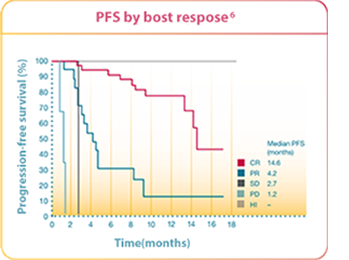 PFS by bost respose⁶
Progression-free survival (%)
100
90
80
70
60
50
40
30
20
10
0
0 2 4 6 8 10 12 14 16 18
Time(months)
Median PFS
(months)
CR 14.6
PR 4.2
SD 2.7
PD 1.2
HI –